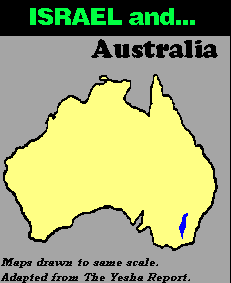 ISRAEL and...
Australia
Maps drawn to same scale.
Adapted from The Yesha Report.